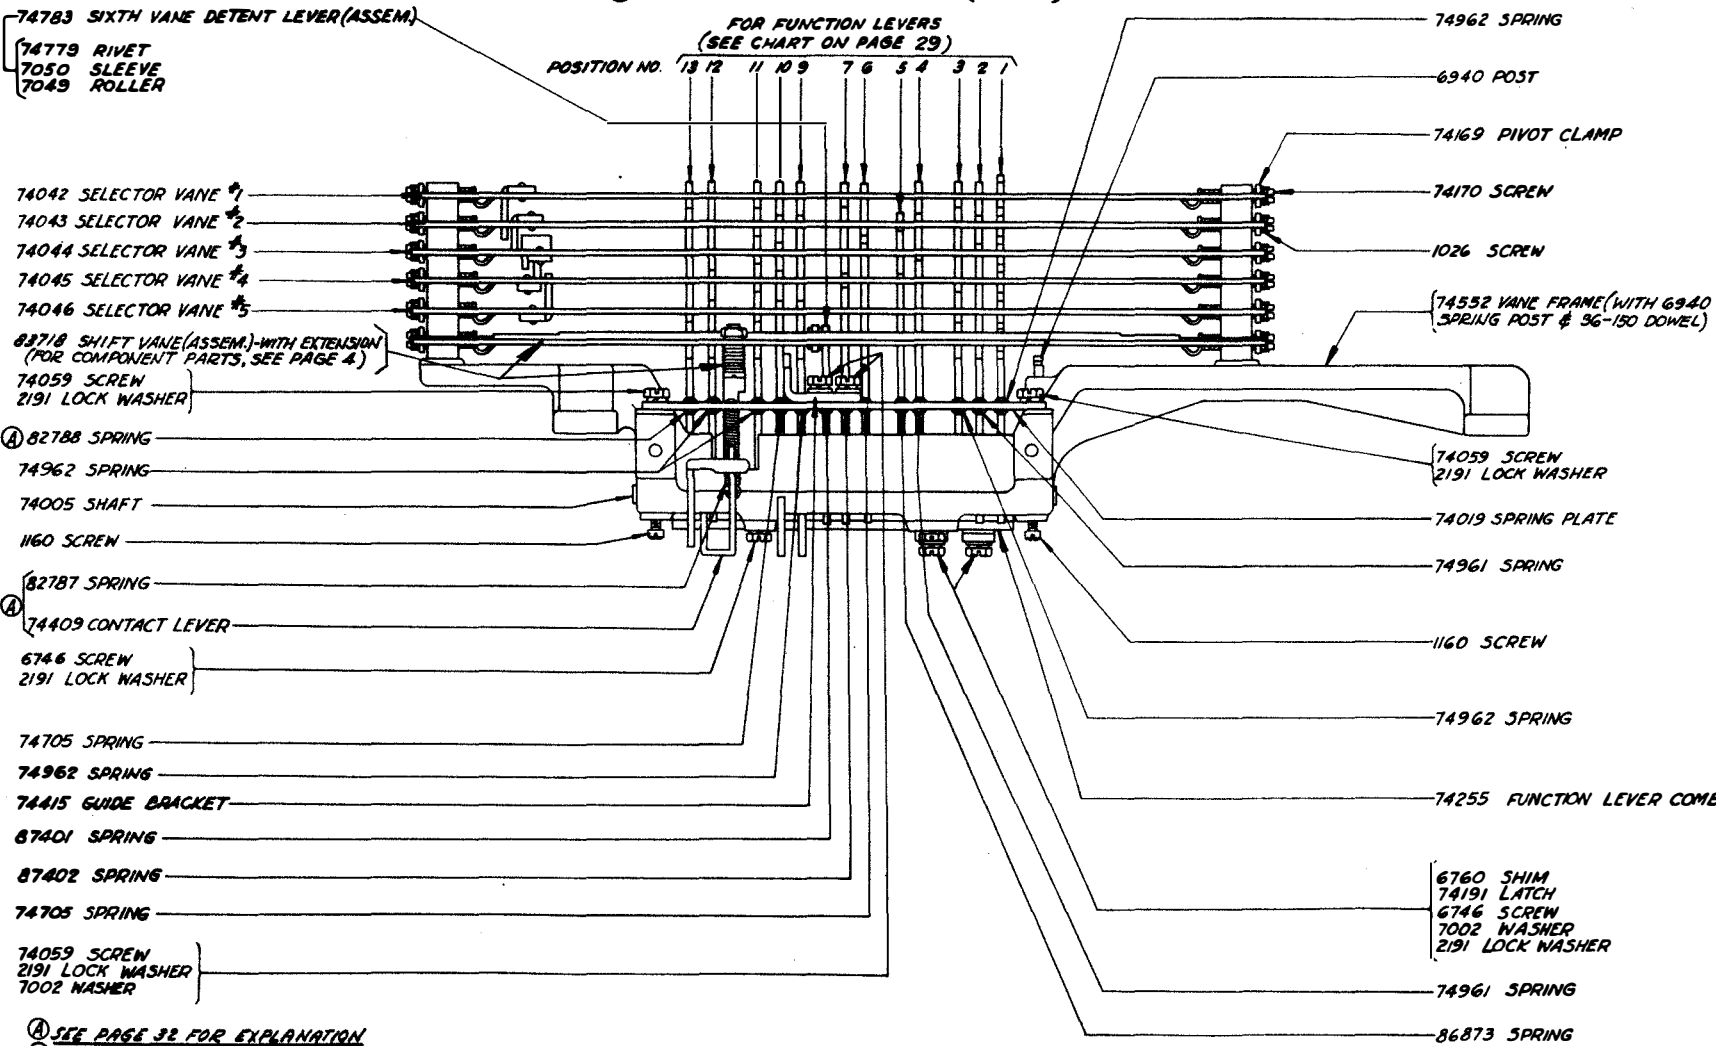 74783 SIXTH VANE DETENT LEVER (ASSEM.)
74779 RIVET
7050 SLEEVE
7049 ROLLER
FOR FUNCTION LEVERS
(SEE CHART ON PAGE 29)
POSITION NO. 13 12 11 10 9 7 6 5 4 3 2 1
74042 SELECTOR VANE #1
74043 SELECTOR VANE #2
74044 SELECTOR VANE #3
74045 SELECTOR VANE #4
74046 SELECTOR VANE #5
83718 SHIFT VANE (ASSEM.)-WITH EXTENSION
(FOR COMPONENT PARTS, SEE PAGE 4)
74059 SCREW
2191 LOCK WASHER
Ⓐ 82788 SPRING
74962 SPRING
74005 SHAFT
1160 SCREW
82787 SPRING
Ⓐ
74409 CONTACT LEVER
6746 SCREW
2191 LOCK WASHER
74705 SPRING
74962 SPRING
74415 GUIDE BRACKET
87401 SPRING
87402 SPRING
74705 SPRING
74059 SCREW
2191 LOCK WASHER
7002 WASHER
Ⓐ SEE PAGE 32 FOR EXPLANATION
74962 SPRING
6940 POST
74169 PIVOT CLAMP
74170 SCREW
1026 SCREW
74552 VANE FRAME (WITH 6940
SPRING POST & 36-150 DOWEL)
74059 SCREW
2191 LOCK WASHER
74019 SPRING PLATE
74961 SPRING
1160 SCREW
74962 SPRING
74255 FUNCTION LEVER COMB
6760 SHIM
74191 LATCH
6746 SCREW
7002 WASHER
2191 LOCK WASHER
74961 SPRING
86873 SPRING